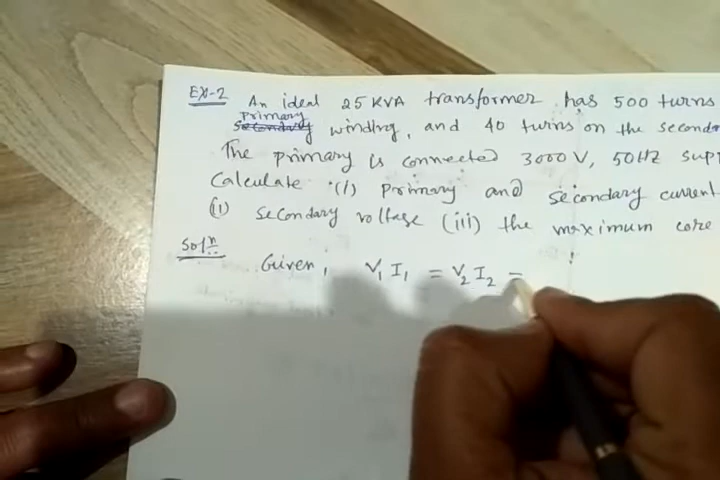 Ex-2 An ideal 25 KVA transformer has 500 turns
primary
secondary winding, and 40 turns on the
The primary is connected 3000 V, 50HZ
Calculate (i) primary and secondary current
(ii) secondary voltage (iii) the maximum core
Soln
Given, V1 I1 = V2 I2 =